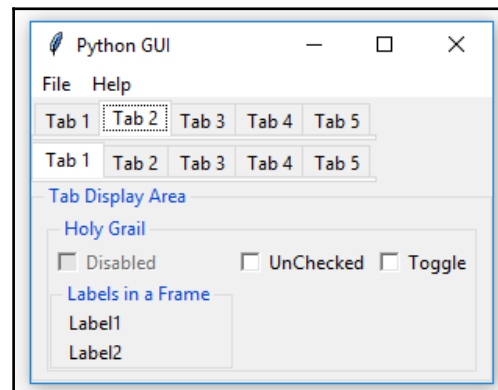 Python GUI
File Help
Tab 1 Tab 2 Tab 3 Tab 4 Tab 5
Tab 1 Tab 2 Tab 3 Tab 4 Tab 5
Tab Display Area
Holy Grail
Disabled UnChecked Toggle
Labels in a Frame
Label1
Label2